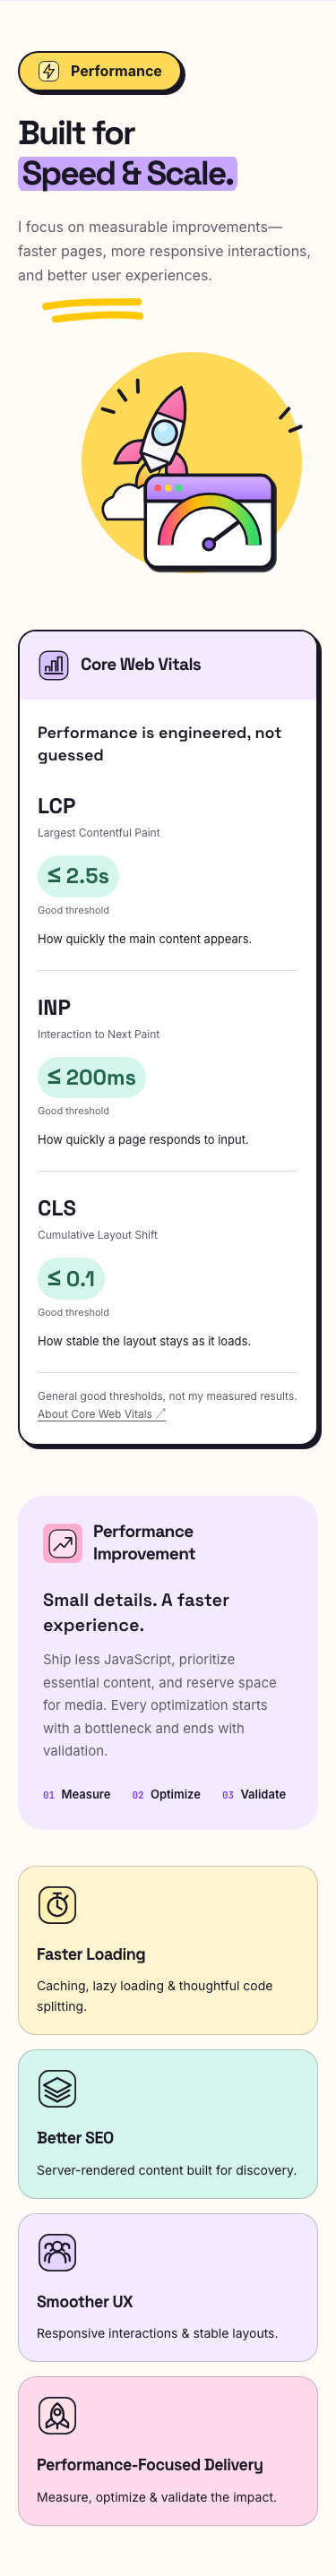 Performance
Built for
Speed & Scale.
I focus on measurable improvements—
faster pages, more responsive interactions,
and better user experiences.
Core Web Vitals
Performance is engineered, not
guessed
LCP
Largest Contentful Paint
≤ 2.5s
Good threshold
How quickly the main content appears.
INP
Interaction to Next Paint
≤ 200ms
Good threshold
How quickly a page responds to input.
CLS
Cumulative Layout Shift
≤ 0.1
Good threshold
How stable the layout stays as it loads.
General good thresholds, not my measured results.
About Core Web Vitals ↗
Performance
Improvement
Small details. A faster
experience.
Ship less JavaScript, prioritize
essential content, and reserve space
for media. Every optimization starts
with a bottleneck and ends with
validation.
01 Measure 02 Optimize 03 Validate
Faster Loading
Caching, lazy loading & thoughtful code
splitting.
Better SEO
Server-rendered content built for discovery.
Smoother UX
Responsive interactions & stable layouts.
Performance-Focused Delivery
Measure, optimize & validate the impact.